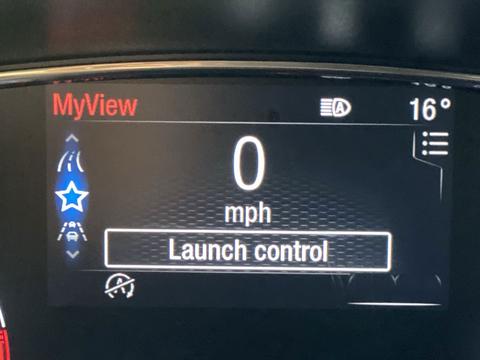 MyView
16°
0
mph
Launch control